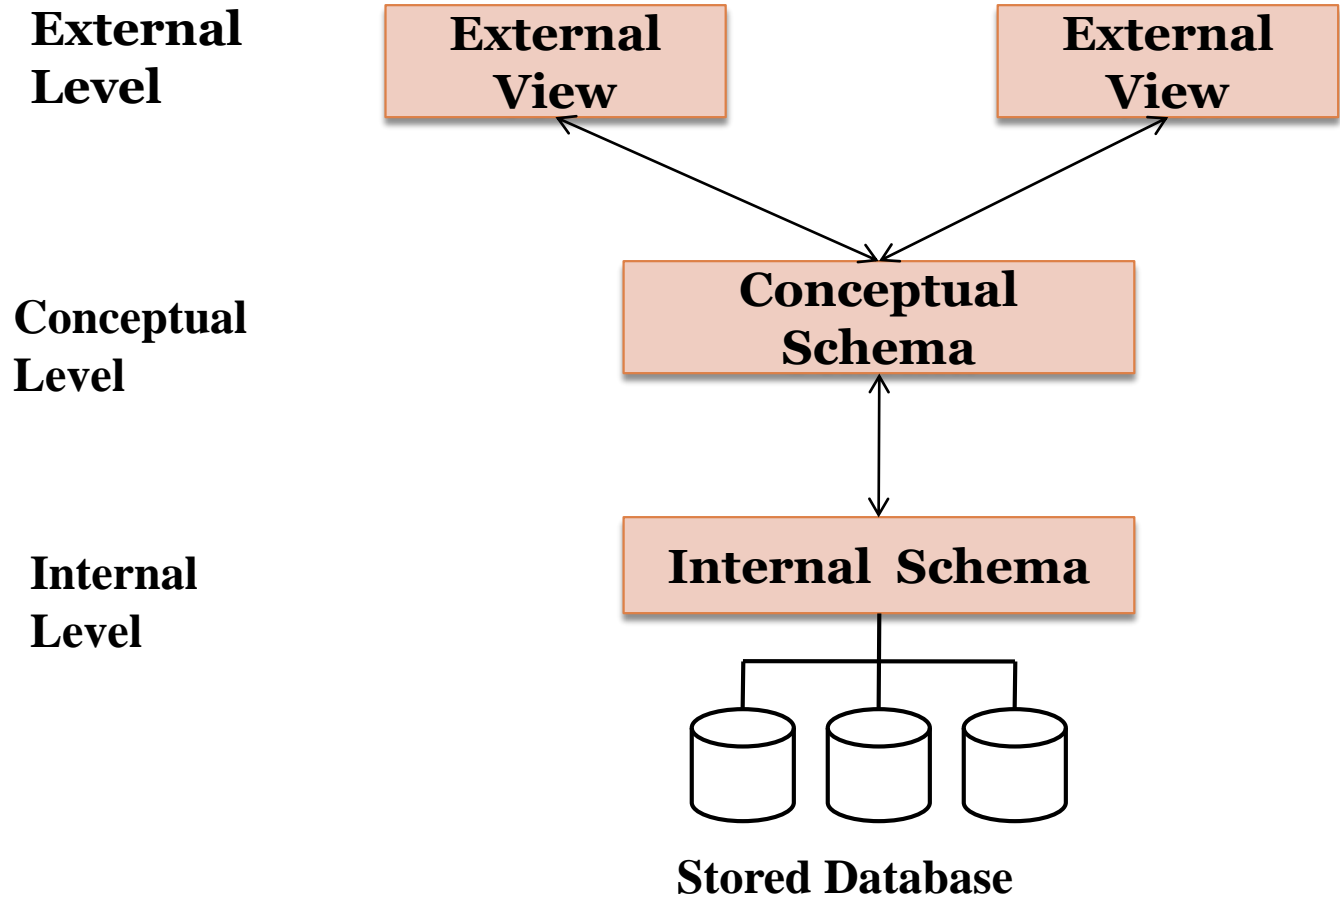 External
Level
External
View
External
View
Conceptual
Level
Conceptual
Schema
Internal
Level
Internal Schema
Stored Database